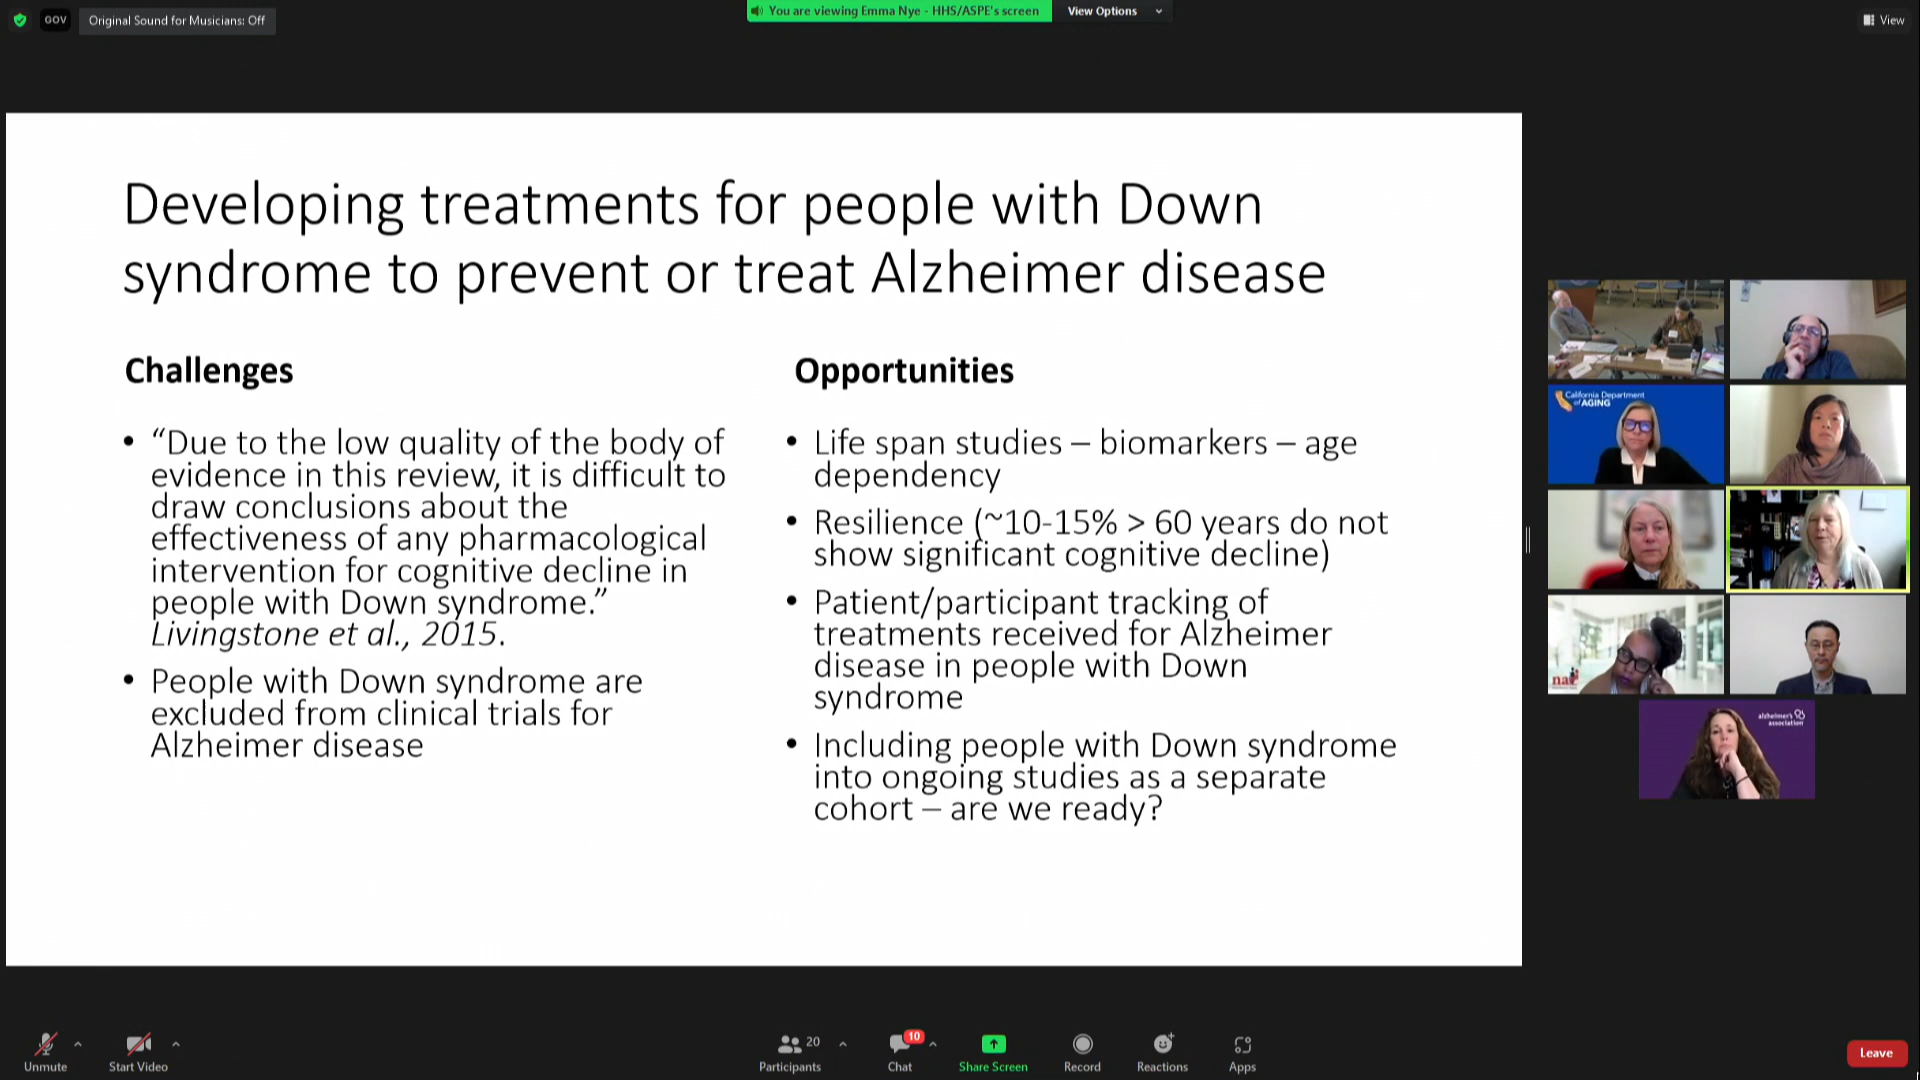 GOV
Original Sound for Musicians: Off
You are viewing Emma Nye - HHS/ASPE's screen
View Options
View
Developing treatments for people with Down
syndrome to prevent or treat Alzheimer disease
Challenges
• “Due to the low quality of the body of
evidence in this review, it is difficult to
draw conclusions about the
effectiveness of any pharmacological
intervention for cognitive decline in
people with Down syndrome.”
Livingstone et al., 2015.
• People with Down syndrome are
excluded from clinical trials for
Alzheimer disease
Opportunities
• Life span studies – biomarkers – age
dependency
• Resilience (~10-15% > 60 years do not
show significant cognitive decline)
• Patient/participant tracking of
treatments received for Alzheimer
disease in people with Down
syndrome
• Including people with Down syndrome
into ongoing studies as a separate
cohort – are we ready?
California Department
of AGING
alzheimer's
association
Unmute
Start Video
20
Participants
10
Chat
Share Screen
Record
Reactions
Apps
Leave